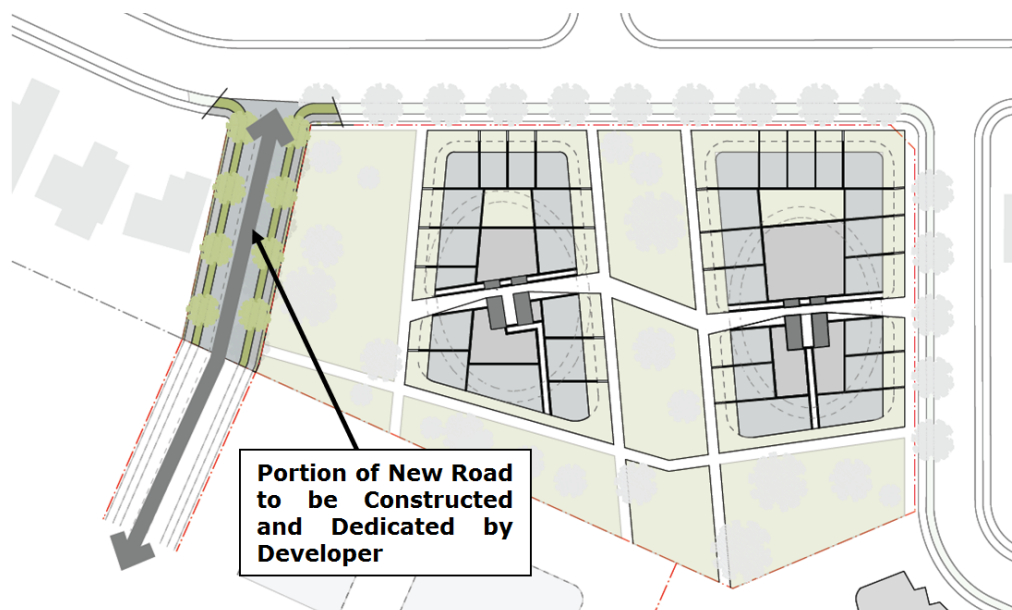 Portion of New Road
to be Constructed
and Dedicated by
Developer